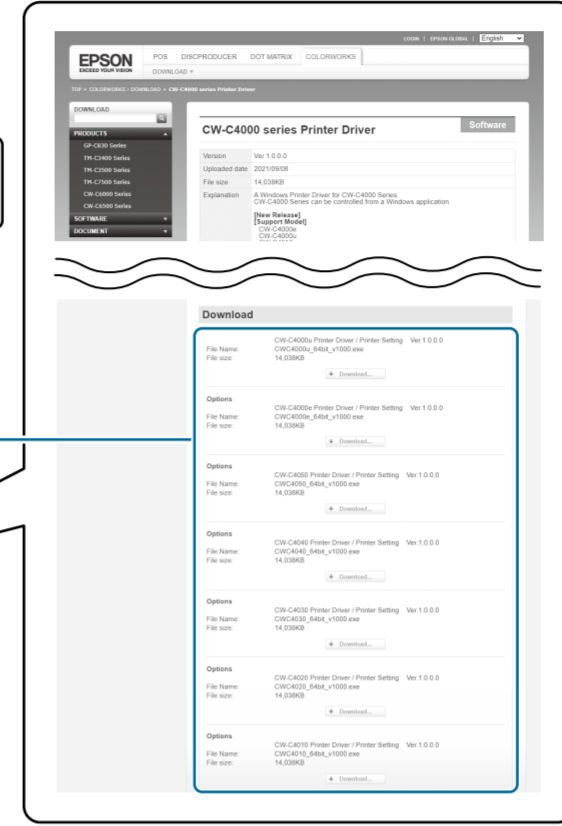 LOGIN | EPSON GLOBAL | English
EPSON
EXCEED YOUR VISION
POS DISCPRODUCER DOT MATRIX COLORWORKS
DOWNLOAD
TOP > COLORWORKS - DOWNLOAD > CW-C4000 series Printer Driver
DOWNLOAD
PRODUCTS
GP-C830 Series
TM-C3400 Series
TM-C3500 Series
TM-C7500 Series
CW-C6000 Series
CW-C6500 Series
SOFTWARE
DOCUMENT
CW-C4000 series Printer Driver
Software
Version Ver.1.0.0.0
Uploaded date 2021/09/08
File size 14,038KB
Explanation A Windows Printer Driver for CW-C4000 Series.
CW-C4000 Series can be controlled from a Windows application.
[New Release]
[Support Model]
CW-C4000e
CW-C4000u
Download
CW-C4000u Printer Driver / Printer Setting Ver.1.0.0.0
File Name: CWC4000u_64bit_v1000.exe
File size: 14,038KB
Download...
Options
CW-C4000e Printer Driver / Printer Setting Ver.1.0.0.0
File Name: CWC4000e_64bit_v1000.exe
File size: 14,038KB
Download...
Options
CW-C4050 Printer Driver / Printer Setting Ver.1.0.0.0
File Name: CWC4050_64bit_v1000.exe
File size: 14,038KB
Download...
Options
CW-C4040 Printer Driver / Printer Setting Ver.1.0.0.0
File Name: CWC4040_64bit_v1000.exe
File size: 14,038KB
Download...
Options
CW-C4030 Printer Driver / Printer Setting Ver.1.0.0.0
File Name: CWC4030_64bit_v1000.exe
File size: 14,038KB
Download...
Options
CW-C4020 Printer Driver / Printer Setting Ver.1.0.0.0
File Name: CWC4020_64bit_v1000.exe
File size: 14,038KB
Download...
Options
CW-C4010 Printer Driver / Printer Setting Ver.1.0.0.0
File Name: CWC4010_64bit_v1000.exe
File size: 14,038KB
Download...